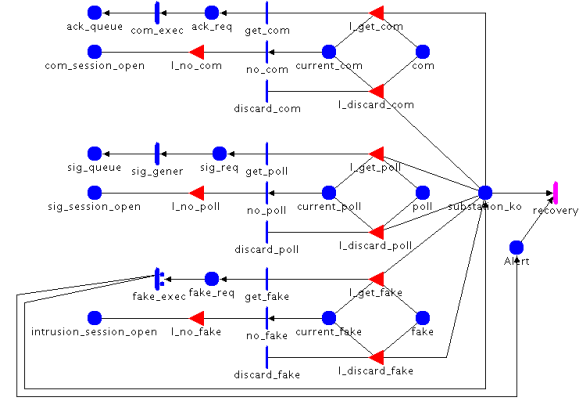 ack_queue com_exec ack_req get_com I_get_com
com_session_open I_no_com no_com current_com com
discard_com I_discard_com
sig_queue sig_gener sig_req get_poll I_get_poll
sig_session_open I_no_poll no_poll current_poll poll substation_ko recovery
discard_poll I_discard_poll
Alert
fake_exec fake_req get_fake I_get_fake
intrusion_session_open I_no_fake no_fake current_fake fake
discard_fake I_discard_fake